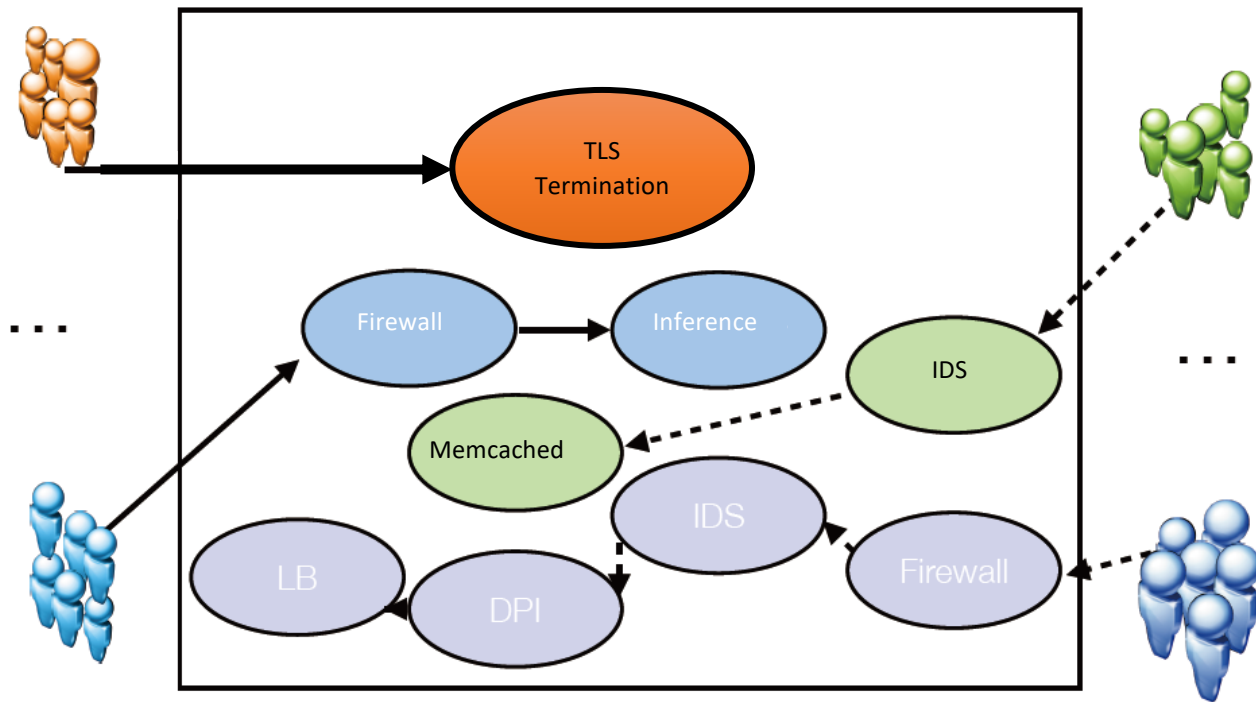 TLS
Termination
Firewall
Inference
...
...
IDS
Memcached
IDS
Firewall
LB
DPI